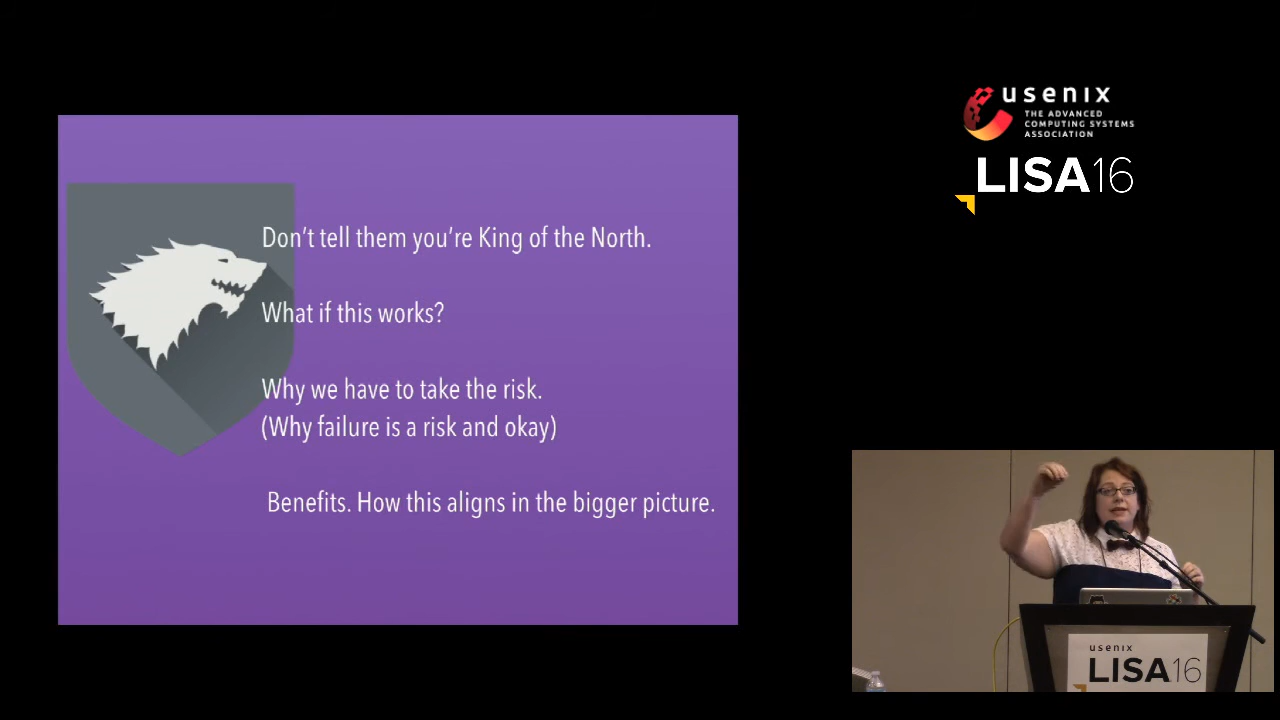 Don't tell them you're King of the North.
What if this works?
Why we have to take the risk.
(Why failure is a risk and okay)
Benefits. How this aligns in the bigger picture.
usenix
THE ADVANCED
COMPUTING SYSTEMS
ASSOCIATION
LISA16
usenix
LISA16